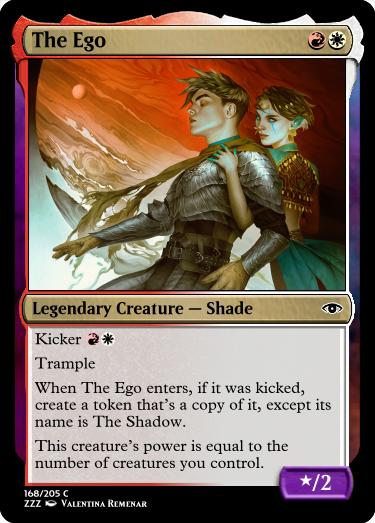 The Ego
Legendary Creature — Shade
Kicker
Trample
When The Ego enters, if it was kicked,
create a token that's a copy of it, except its
name is The Shadow.
This creature's power is equal to the
number of creatures you control.
★/2
168/205 C
ZZZ VALENTINA REMENAR